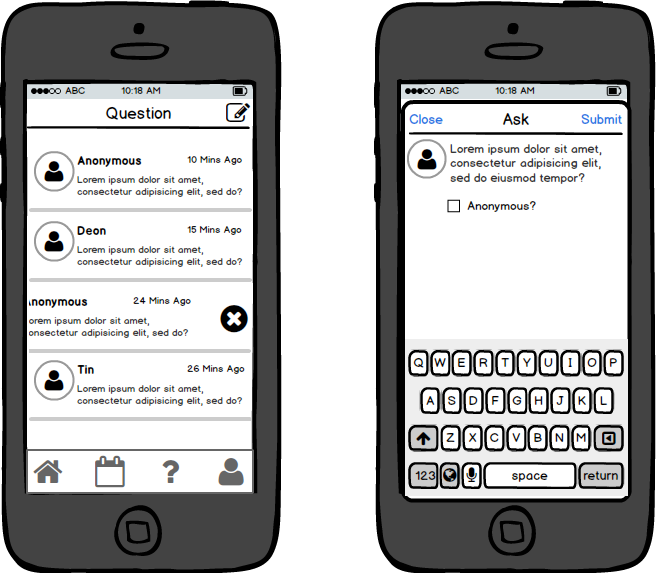 ABC 10:18 AM
Question
Anonymous 10 Mins Ago
Lorem ipsum dolor sit amet,
consectetur adipisicing elit, sed do?
Deon 15 Mins Ago
Lorem ipsum dolor sit amet,
consectetur adipisicing elit, sed do?
Anonymous 24 Mins Ago
orem ipsum dolor sit amet,
onsectetur adipisicing elit, sed do?
Tin 26 Mins Ago
Lorem ipsum dolor sit amet,
consectetur adipisicing elit, sed do?
?
ABC 10:18 AM
Close Ask Submit
Lorem ipsum dolor sit amet,
consectetur adipisicing elit,
sed do eiusmod tempor?
Anonymous?
Q W E R T Y U I O P
A S D F G H J K L
Z X C V B N M
123 space return